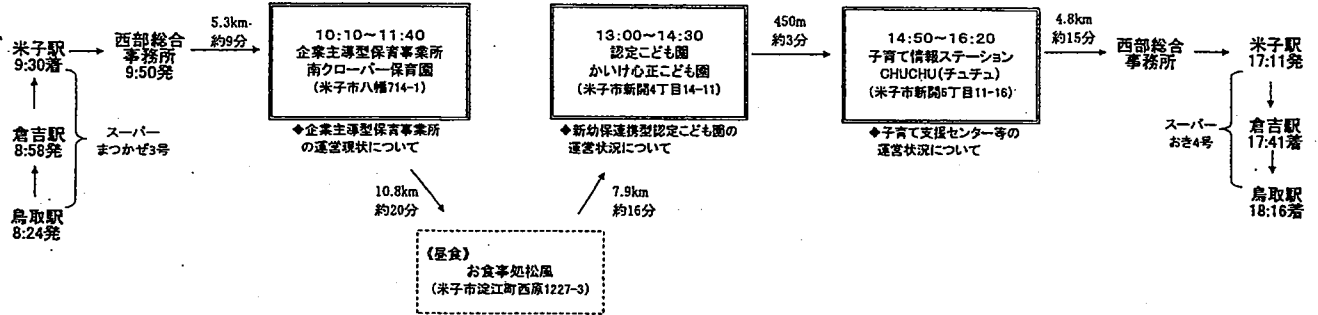 鳥取駅
8:24発
倉吉駅
8:58発
米子駅
9:30着
スーパー
まつかぜ3号
西部総合
事務所
9:50発
5.3km
約9分
10:10～11:40
企業主導型保育事業所
南クローバー保育園
(米子市八幡714-1)
◆企業主導型保育事業所
の運営現状について
10.8km
約20分
《昼食》
お食事処松風
(米子市淀江町西原1227-3)
7.9km
約16分
13:00～14:30
認定こども園
かいけ心正こども園
(米子市新開4丁目14-11)
◆新幼保連携型認定こども園の
運営状況について
450m
約3分
14:50～16:20
子育て情報ステーション
CHUCHU(チュチュ)
(米子市新開5丁目11-16)
◆子育て支援センター等の
運営状況について
4.8km
約15分
西部総合
事務所
米子駅
17:11発
スーパー
おき4号
倉吉駅
17:41着
鳥取駅
18:16着